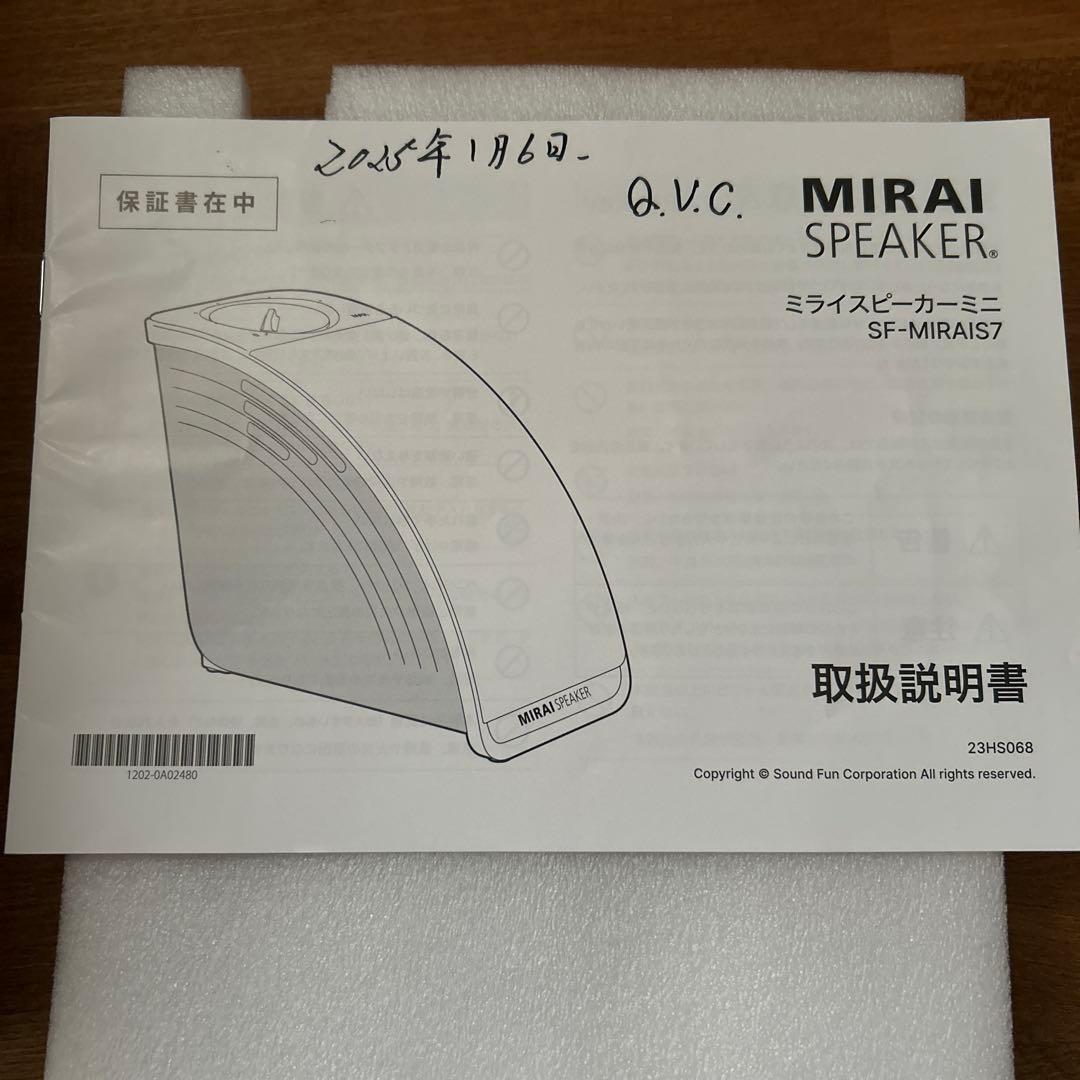 2025年1月6日-
保証書在中
Q.V.C.
MIRAI
SPEAKER®
ミライスピーカーミニ
SF-MIRAIS7
MIRAI SPEAKER
取扱説明書
23HS068
1202-0A02480
Copyright © Sound Fun Corporation All rights reserved.